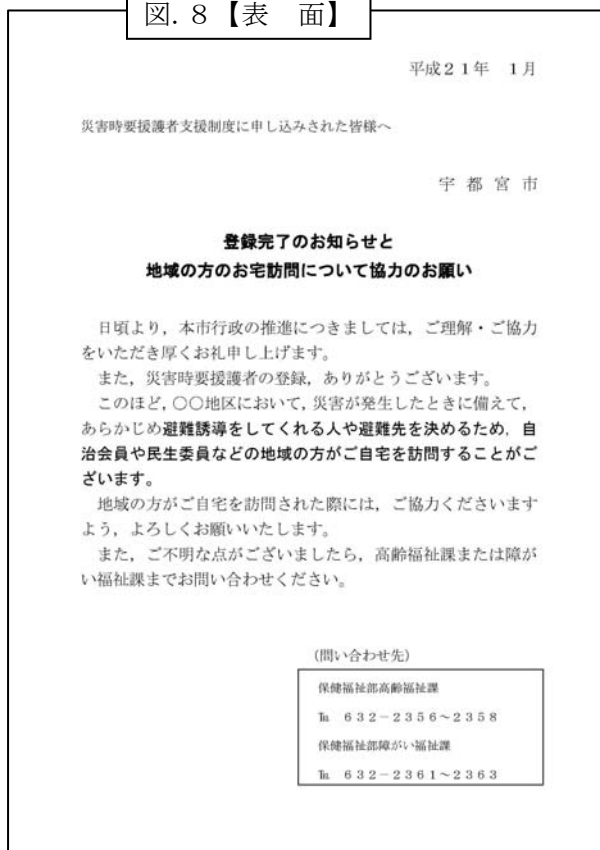 図.8【表　面】
平成21年　1月
災害時要援護者支援制度に申し込みされた皆様へ
宇 都 宮 市
登録完了のお知らせと
地域の方のお宅訪問について協力のお願い
　日頃より，本市行政の推進につきましては，ご理解・ご協力
をいただき厚くお礼申し上げます。
　また，災害時要援護者の登録，ありがとうございます。
　このほど，〇〇地区において，災害が発生したときに備えて，
あらかじめ避難誘導をしてくれる人や避難先を決めるため，自
治会員や民生委員などの地域の方がご自宅を訪問することがご
ざいます。
　地域の方がご自宅を訪問された際には，ご協力くださいます
よう，よろしくお願いいたします。
　また，ご不明な点がございましたら，高齢福祉課または障が
い福祉課までお問い合わせください。
（問い合わせ先）
保健福祉部高齢福祉課
℡　632－2356～2358
保健福祉部障がい福祉課
℡　632－2361～2363